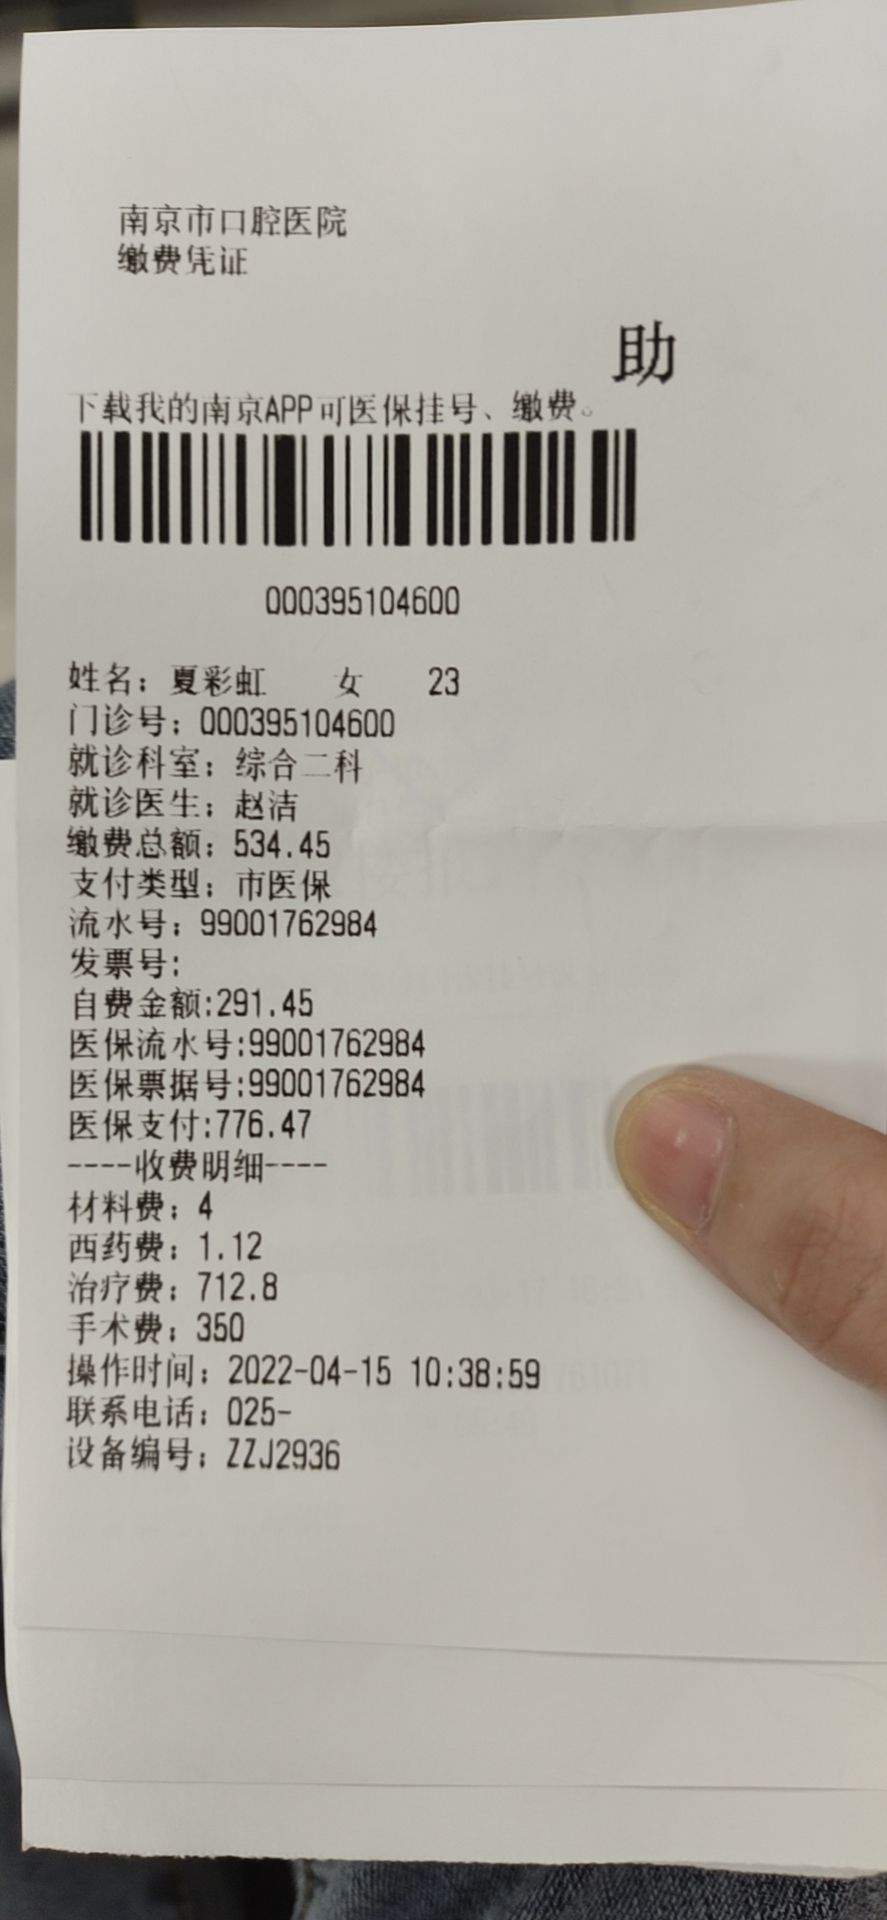 南京市口腔医院
缴费凭证
助
下载我的南京APP可医保挂号、缴费。
000395104600
姓名：夏彩虹 女 23
门诊号：000395104600
就诊科室：综合二科
就诊医生：赵洁
缴费总额：534.45
支付类型：市医保
流水号：99001762984
发票号：
自费金额:291.45
医保流水号:99001762984
医保票据号:99001762984
医保支付:776.47
----收费明细----
材料费：4
西药费：1.12
治疗费：712.8
手术费：350
操作时间：2022-04-15 10:38:59
联系电话：025-
设备编号：ZZJ2936